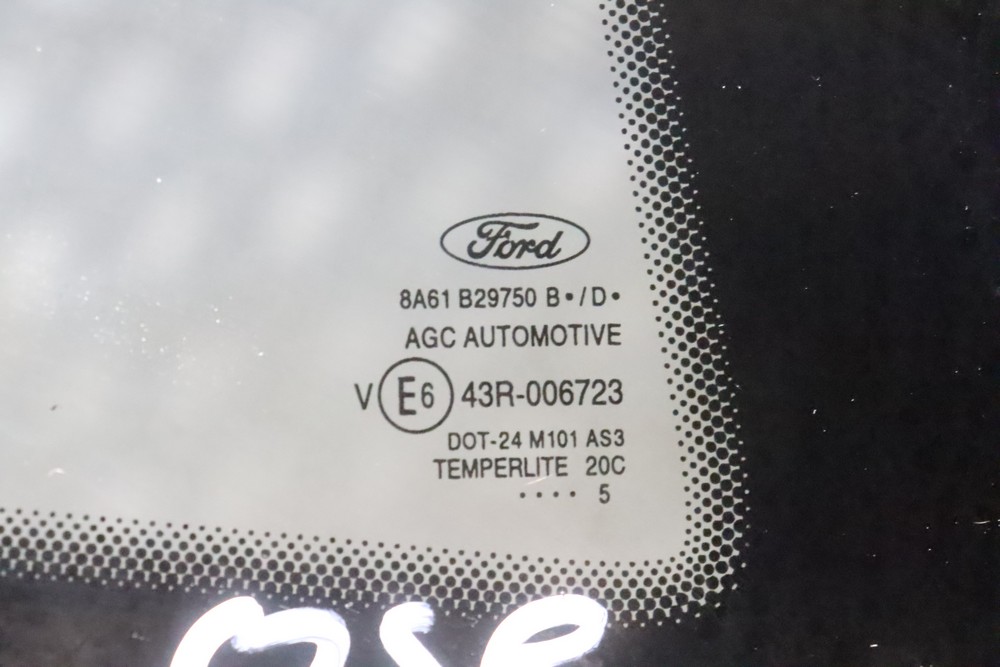 Ford
8A61 B29750 B•/D•
AGC AUTOMOTIVE
V E6 43R-006723
DOT-24 M101 AS3
TEMPERLITE 20C
.... 5